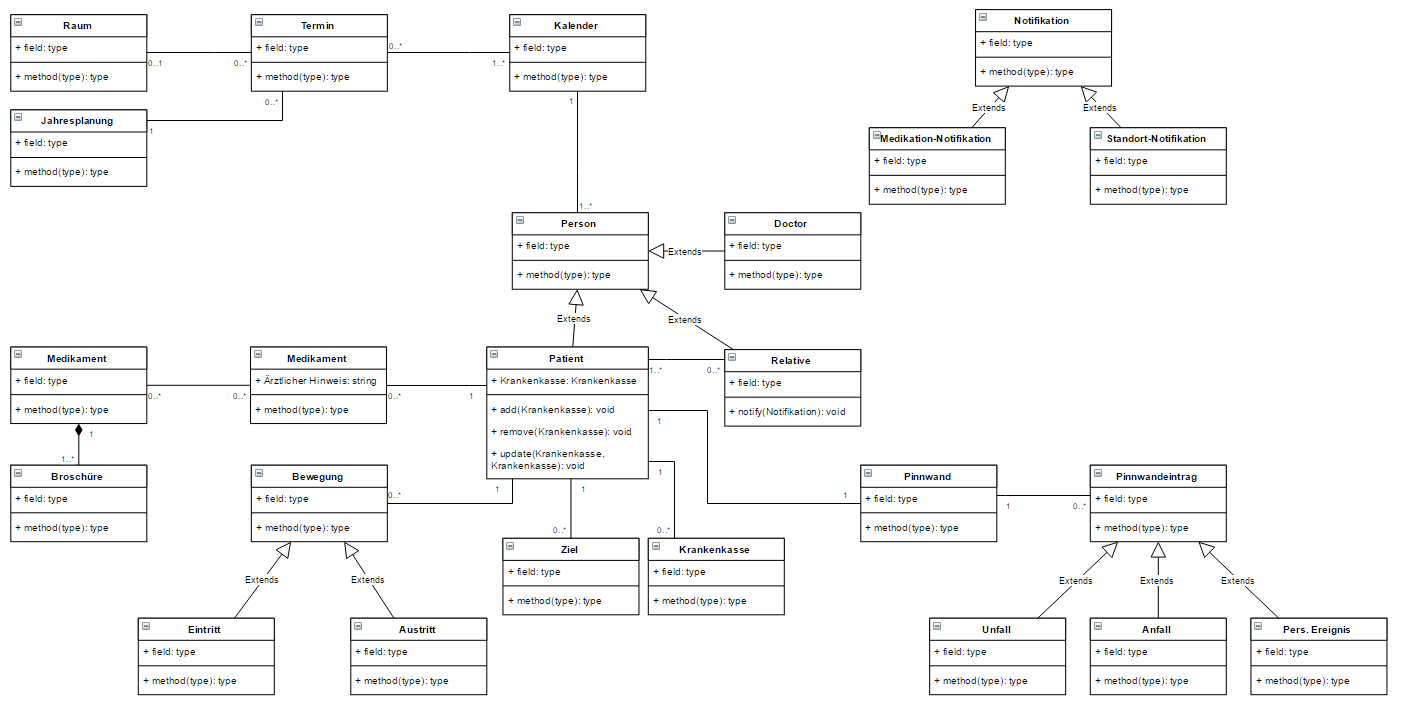 Raum
+ field: type
+ method(type): type
0..1
0..*
Termin
+ field: type
+ method(type): type
0..*
1..*
Kalender
+ field: type
+ method(type): type
Notifikation
+ field: type
+ method(type): type
Extends
Extends
Jahresplanung
+ field: type
+ method(type): type
1
0..*
1
1..*
Medikation-Notifikation
+ field: type
+ method(type): type
Standort-Notifikation
+ field: type
+ method(type): type
Person
+ field: type
+ method(type): type
Extends
Doctor
+ field: type
+ method(type): type
Extends
Extends
Medikament
+ field: type
+ method(type): type
0..*
0..*
Medikament
+ Ärztlicher Hinweis: string
+ method(type): type
0..*
1
Patient
+ Krankenkasse: Krankenkasse
+ add(Krankenkasse): void
+ remove(Krankenkasse): void
+ update(Krankenkasse,
Krankenkasse): void
1..*
0..*
Relative
+ field: type
+ notify(Notifikation): void
1
1..*
Broschüre
+ field: type
+ method(type): type
Bewegung
+ field: type
+ method(type): type
0..*
1
1
0..*
1
0..*
1
1
Pinnwand
+ field: type
+ method(type): type
1
0..*
Pinnwandeintrag
+ field: type
+ method(type): type
Ziel
+ field: type
+ method(type): type
Krankenkasse
+ field: type
+ method(type): type
Extends
Extends
Extends
Extends
Extends
Eintritt
+ field: type
+ method(type): type
Austritt
+ field: type
+ method(type): type
Unfall
+ field: type
+ method(type): type
Anfall
+ field: type
+ method(type): type
Pers. Ereignis
+ field: type
+ method(type): type